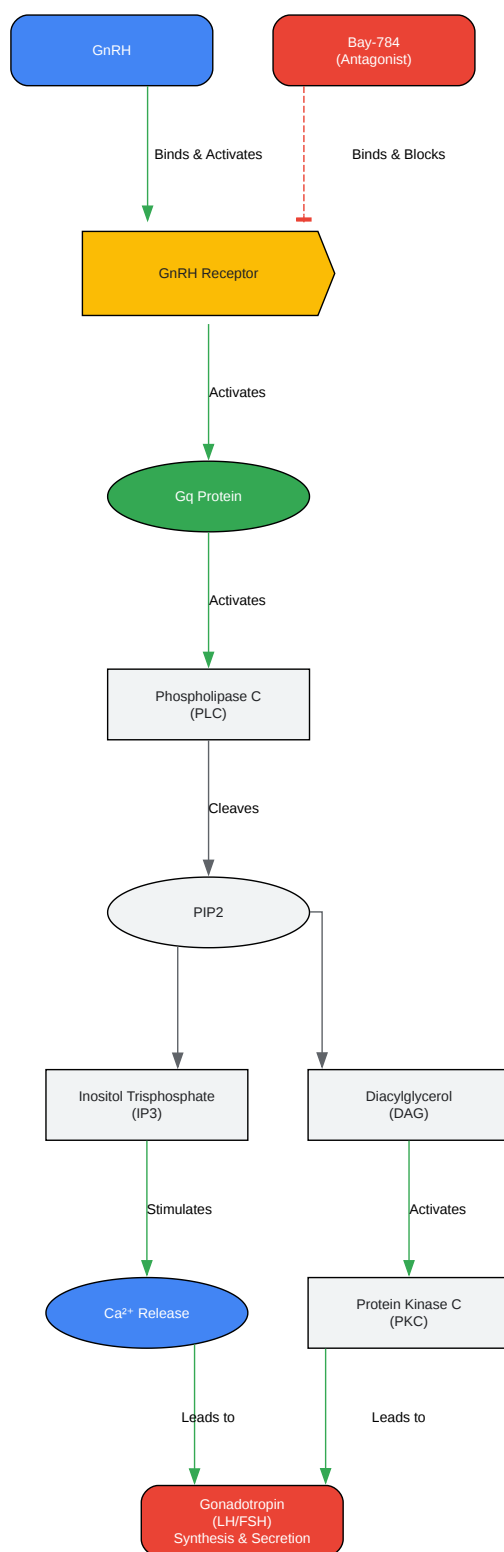 GnRH
Bay-784
(Antagonist)
Binds & Activates
Binds & Blocks
GnRH Receptor
Activates
Gq Protein
Activates
Phospholipase C
(PLC)
Cleaves
PIP2
Inositol Trisphosphate
(IP3)
Diacylglycerol
(DAG)
Stimulates
Activates
Ca²⁺ Release
Protein Kinase C
(PKC)
Leads to
Leads to
Gonadotropin
(LH/FSH)
Synthesis & Secretion